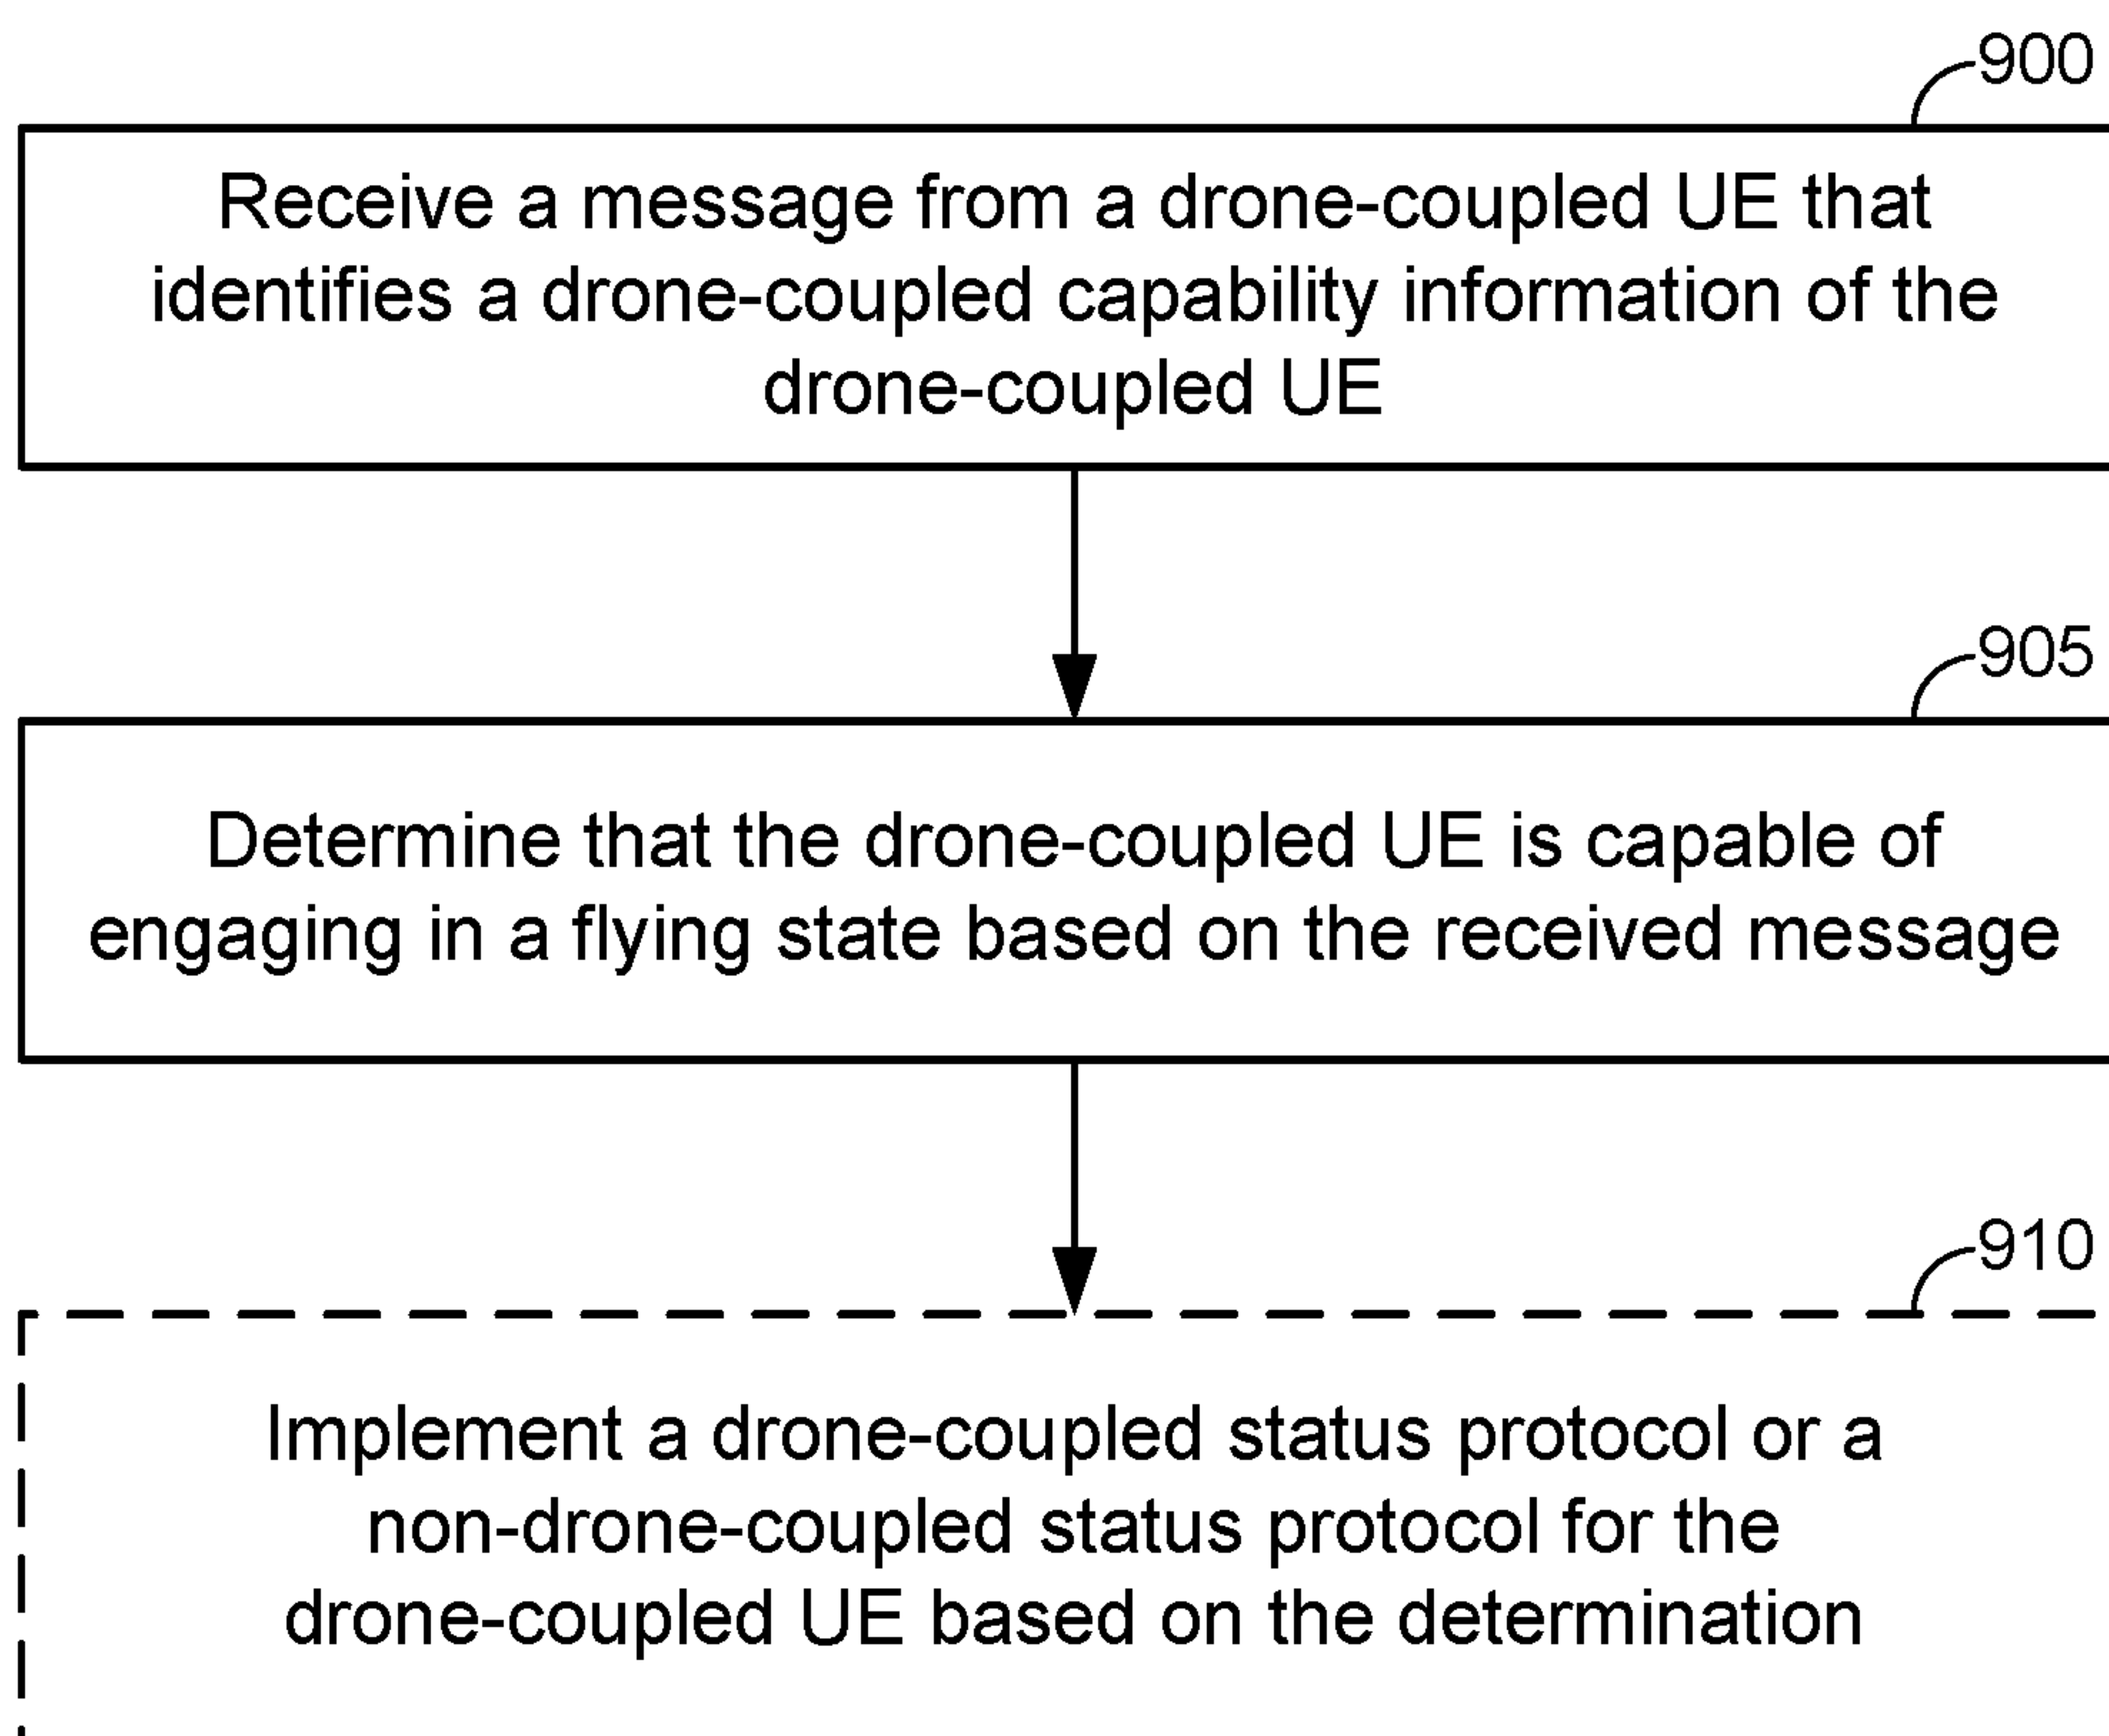 900
Receive a message from a drone-coupled UE that
identifies a drone-coupled capability information of the
drone-coupled UE
905
Determine that the drone-coupled UE is capable of
engaging in a flying state based on the received message
910
Implement a drone-coupled status protocol or a
non-drone-coupled status protocol for the
drone-coupled UE based on the determination